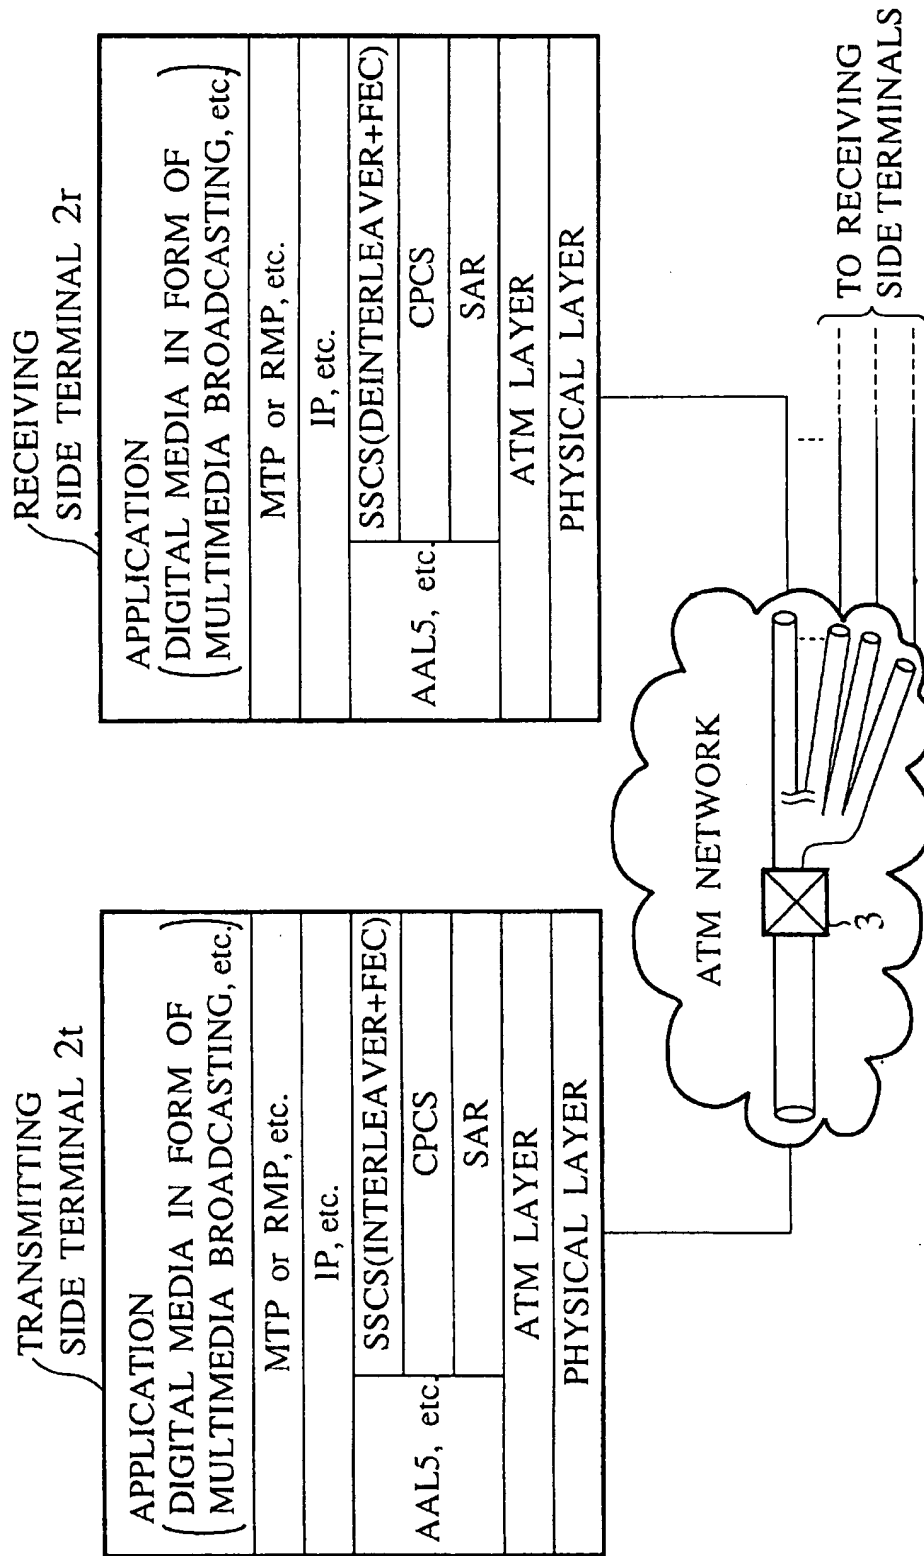 TRANSMITTING
SIDE TERMINAL 2t
APPLICATION
DIGITAL MEDIA IN FORM OF
MULTIMEDIA BROADCASTING, etc.
MTP or RMP, etc.
IP, etc.
AAL5, etc.
SSCS(INTERLEAVER+FEC)
CPCS
SAR
ATM LAYER
PHYSICAL LAYER
RECEIVING
SIDE TERMINAL 2r
APPLICATION
DIGITAL MEDIA IN FORM OF
MULTIMEDIA BROADCASTING, etc.
MTP or RMP, etc.
IP, etc.
AAL5, etc.
SSCS(DEINTERLEAVER+FEC)
CPCS
SAR
ATM LAYER
PHYSICAL LAYER
ATM NETWORK
3
TO RECEIVING
SIDE TERMINALS